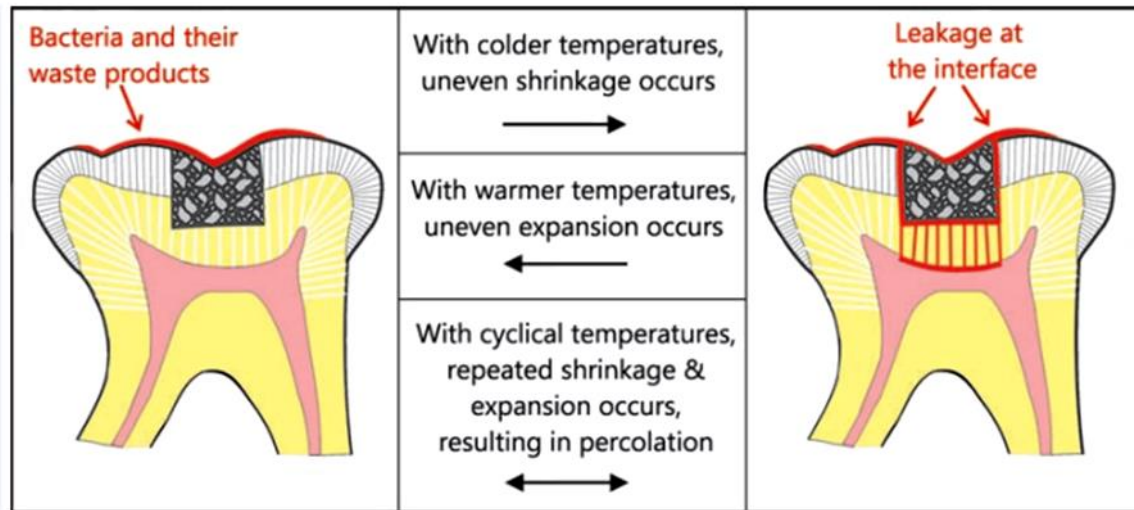 Bacteria and their
waste products
With colder temperatures,
uneven shrinkage occurs
With warmer temperatures,
uneven expansion occurs
With cyclical temperatures,
repeated shrinkage &
expansion occurs,
resulting in percolation
Leakage at
the interface